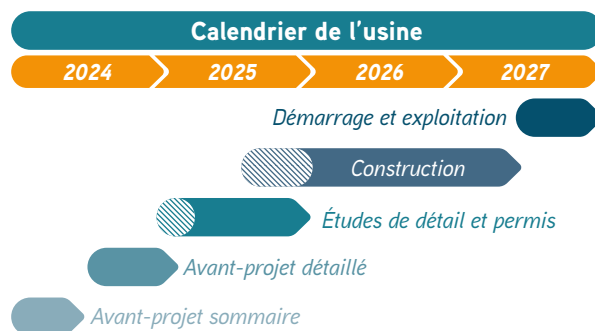 Calendrier de l'usine
2024 2025 2026 2027
Démarrage et exploitation
Construction
Études de détail et permis
Avant-projet détaillé
Avant-projet sommaire